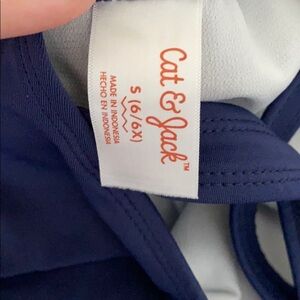 Cat & Jack™
S (6/6X)
MADE IN INDONESIA
HECHO EN INDONESIA